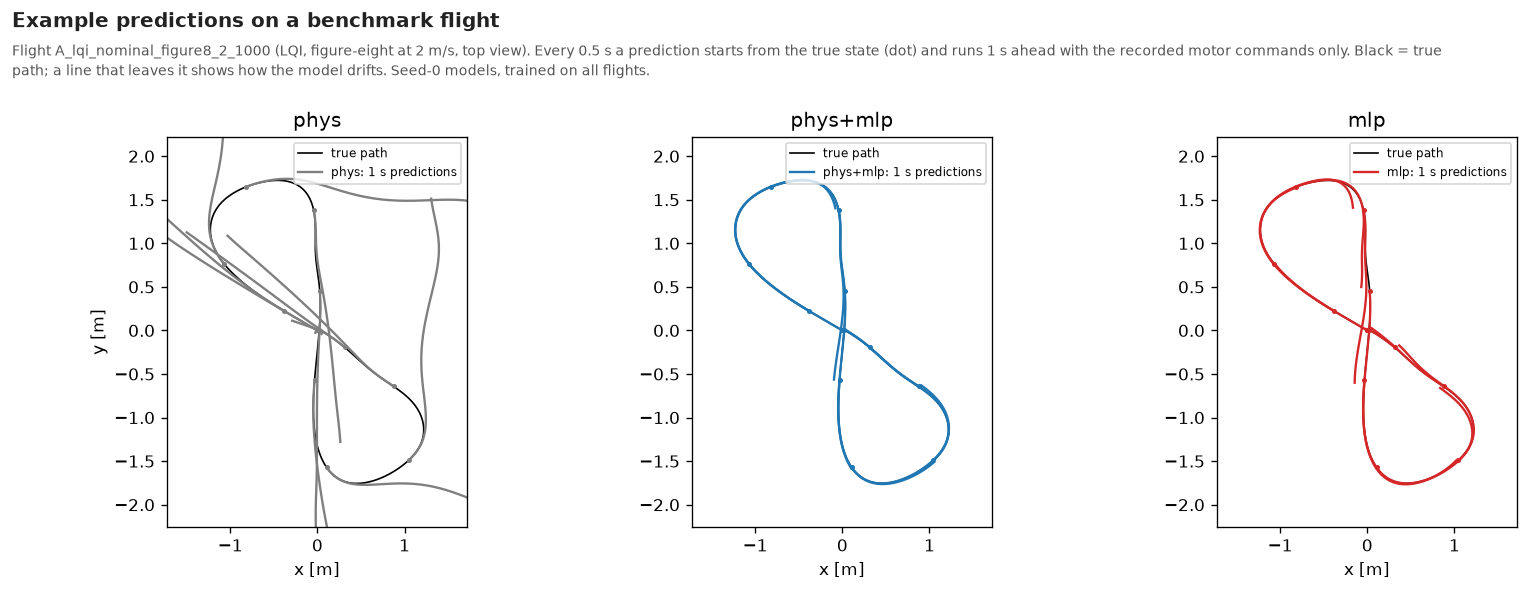 Example predictions on a benchmark flight
Flight A_lqi_nominal_figure8_2_1000 (LQI, figure-eight at 2 m/s, top view). Every 0.5 s a prediction starts from the true state (dot) and runs 1 s ahead with the recorded motor commands only. Black = true
path; a line that leaves it shows how the model drifts. Seed-0 models, trained on all flights.
phys
true path
phys: 1 s predictions
2.0
1.5
1.0
0.5
0.0
−0.5
−1.0
−1.5
−2.0
y [m]
−1
0
1
x [m]
phys+mlp
true path
phys+mlp: 1 s predictions
2.0
1.5
1.0
0.5
0.0
−0.5
−1.0
−1.5
−2.0
−1
0
1
x [m]
mlp
true path
mlp: 1 s predictions
2.0
1.5
1.0
0.5
0.0
−0.5
−1.0
−1.5
−2.0
−1
0
1
x [m]